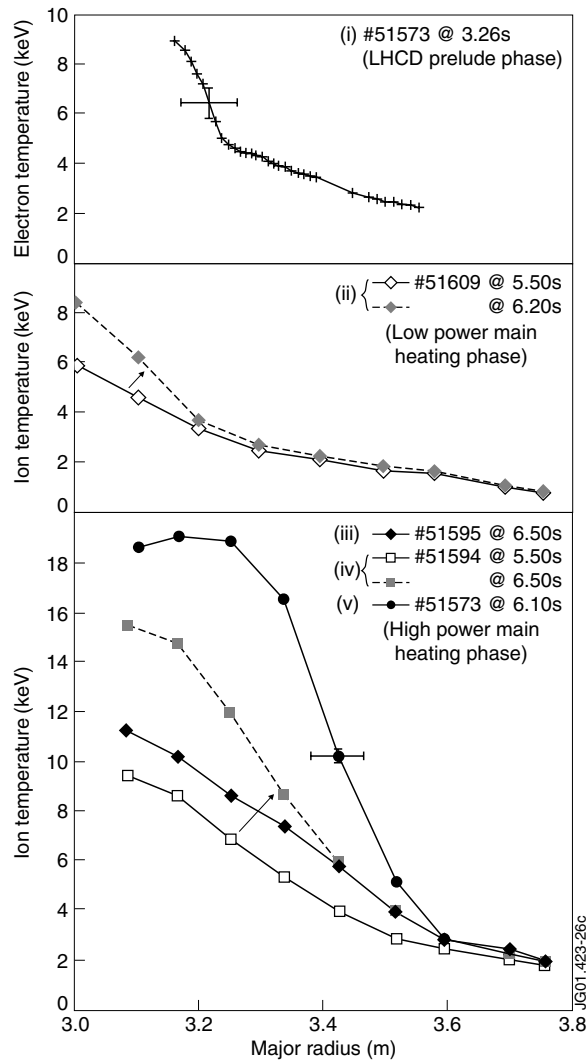 10
8
6
4
2
0
Electron temperature (keV)
(i) #51573 @ 3.26s
(LHCD prelude phase)
8
6
4
2
0
Ion temperature (keV)
(ii) #51609 @ 5.50s
@ 6.20s
(Low power main
heating phase)
18
16
14
12
10
8
6
4
2
0
Ion temperature (keV)
(iii) #51595 @ 6.50s
(iv) #51594 @ 5.50s
@ 6.50s
(v) #51573 @ 6.10s
(High power main
heating phase)
3.0 3.2 3.4 3.6 3.8
Major radius (m)
JG01.423-26c